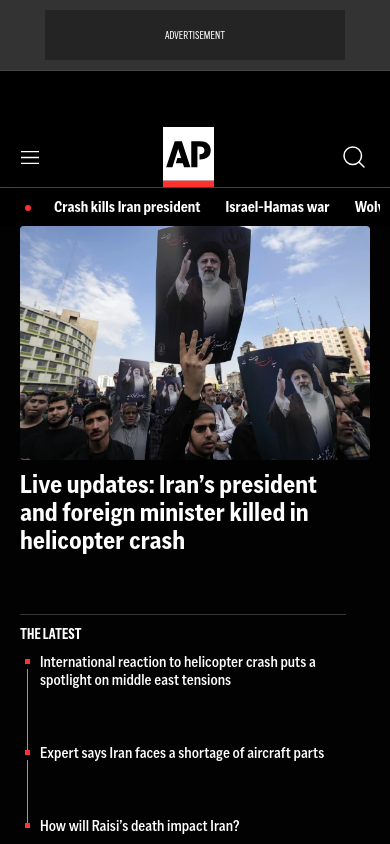 ADVERTISEMENT
AP
Crash kills Iran president
Israel-Hamas war
Live updates: Iran's president
and foreign minister killed in
helicopter crash
THE LATEST
International reaction to helicopter crash puts a
spotlight on middle east tensions
Expert says Iran faces a shortage of aircraft parts
How will Raisi's death impact Iran?